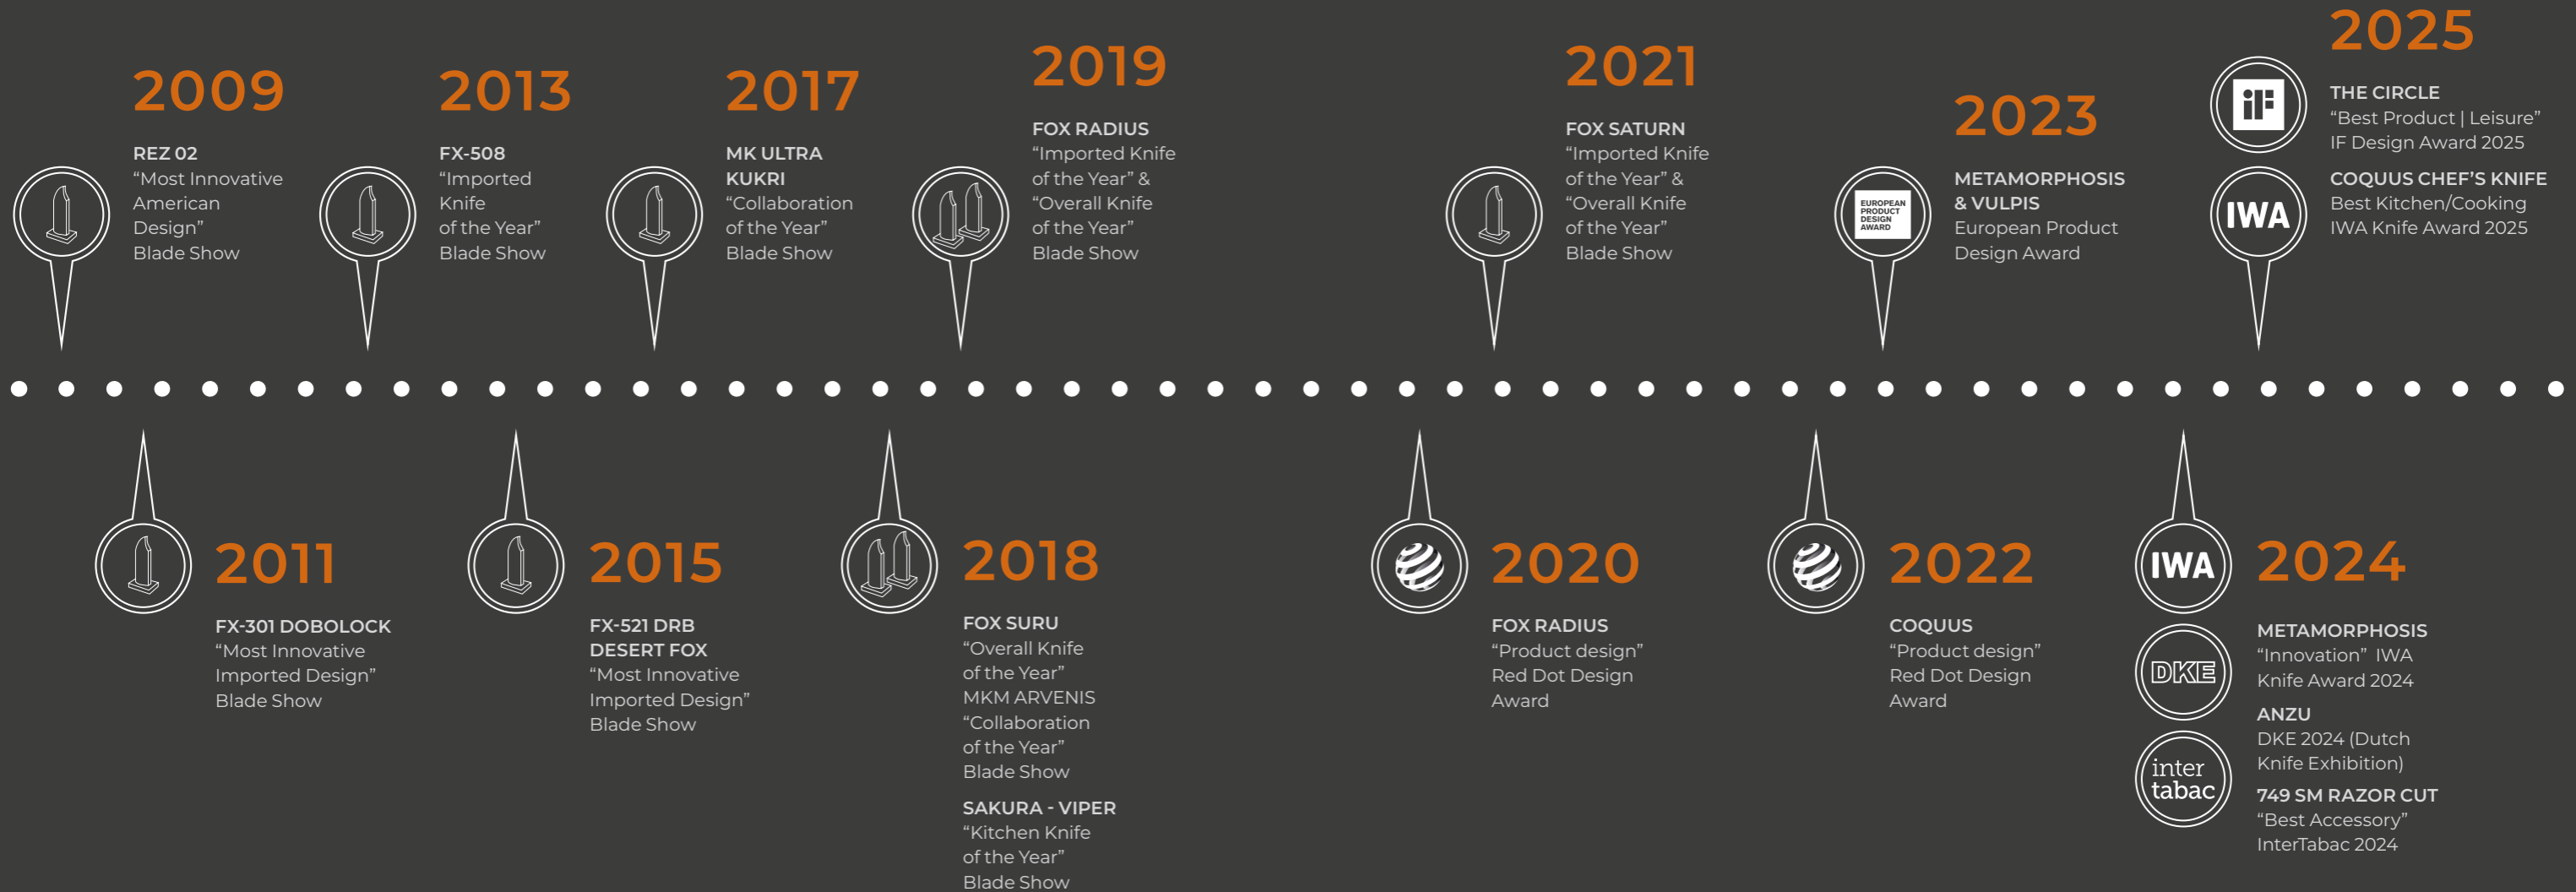 2009
REZ 02
“Most Innovative
American
Design”
Blade Show
2013
FX-508
“Imported
Knife
of the Year”
Blade Show
2017
MK ULTRA
KUKRI
“Collaboration
of the Year”
Blade Show
2019
FOX RADIUS
“Imported Knife
of the Year” &
“Overall Knife
of the Year”
Blade Show
2021
FOX SATURN
“Imported Knife
of the Year” &
“Overall Knife
of the Year”
Blade Show
EUROPEAN
PRODUCT
DESIGN
AWARD
2023
METAMORPHOSIS
& VULPIS
European Product
Design Award
2025
iF
THE CIRCLE
“Best Product | Leisure”
IF Design Award 2025
IWA
COQUUS CHEF’S KNIFE
Best Kitchen/Cooking
IWA Knife Award 2025
2011
FX-301 DOBOLOCK
“Most Innovative
Imported Design”
Blade Show
2015
FX-521 DRB
DESERT FOX
“Most Innovative
Imported Design”
Blade Show
2018
FOX SURU
“Overall Knife
of the Year”
MKM ARVENIS
“Collaboration
of the Year”
Blade Show
SAKURA - VIPER
“Kitchen Knife
of the Year”
Blade Show
2020
FOX RADIUS
“Product design”
Red Dot Design
Award
2022
COQUUS
“Product design”
Red Dot Design
Award
IWA
2024
METAMORPHOSIS
“Innovation” IWA
Knife Award 2024
DKE
ANZU
DKE 2024 (Dutch
Knife Exhibition)
inter
tabac
749 SM RAZOR CUT
“Best Accessory”
InterTabac 2024